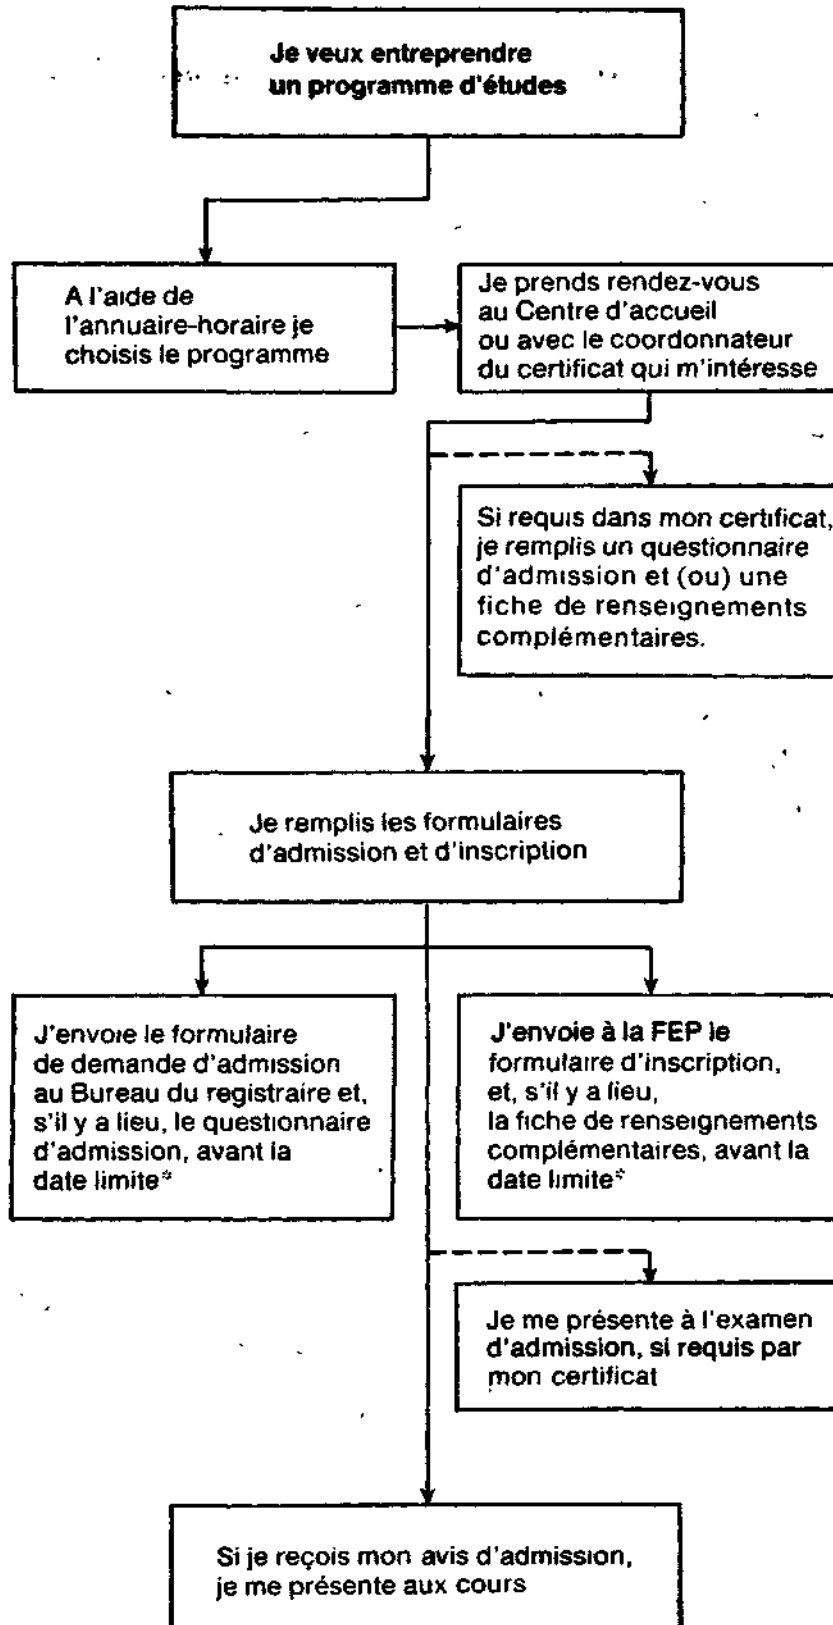 Je veux entreprendre
un programme d'études
A l'aide de
l'annuaire-horaire je
choisis le programme
Je prends rendez-vous
au Centre d'accueil
ou avec le coordonnateur
du certificat qui m'intéresse
Si requis dans mon certificat,
je remplis un questionnaire
d'admission et (ou) une
fiche de renseignements
complémentaires.
Je remplis les formulaires
d'admission et d'inscription
J'envoie le formulaire
de demande d'admission
au Bureau du registraire et,
s'il y a lieu, le questionnaire
d'admission, avant la
date limite*
J'envoie à la FEP le
formulaire d'inscription,
et, s'il y a lieu,
la fiche de renseignements
complémentaires, avant la
date limite*
Je me présente à l'examen
d'admission, si requis par
mon certificat
Si je reçois mon avis d'admission,
je me présente aux cours